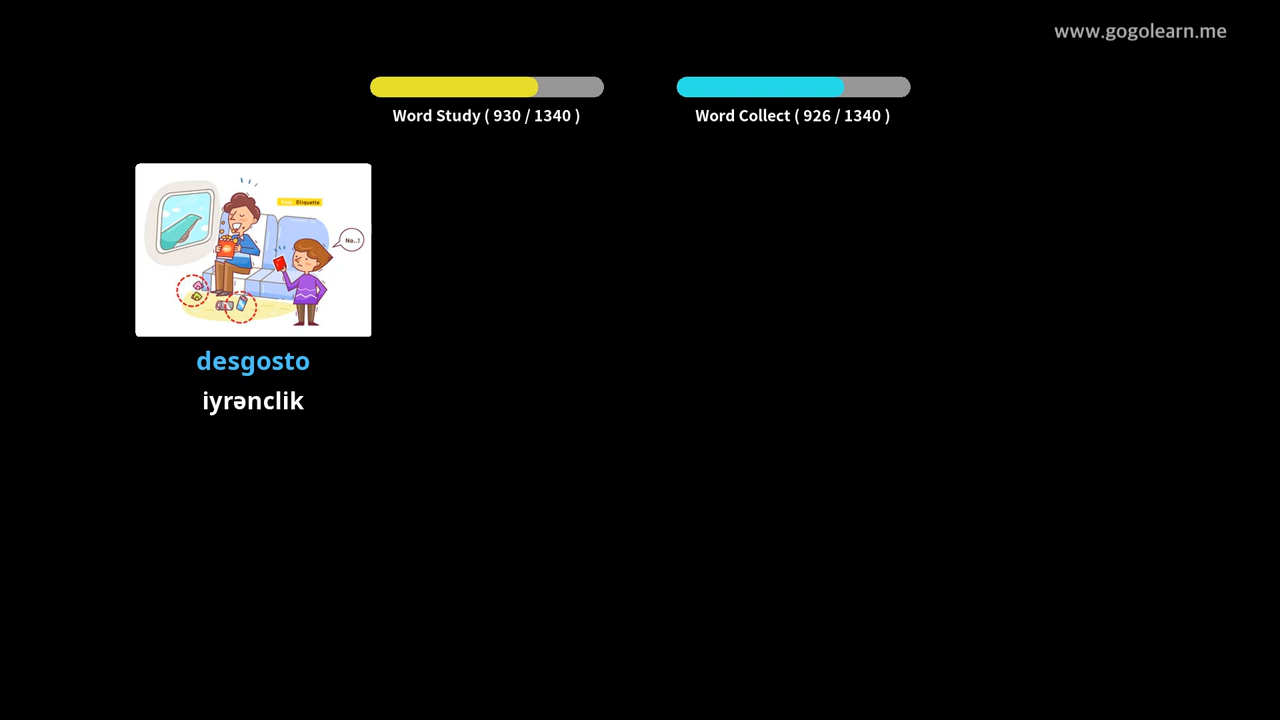 www.gogolearn.me
Word Study ( 930 / 1340 )
Word Collect ( 926 / 1340 )
Etiquette
No..!
desgosto
iyrənclik